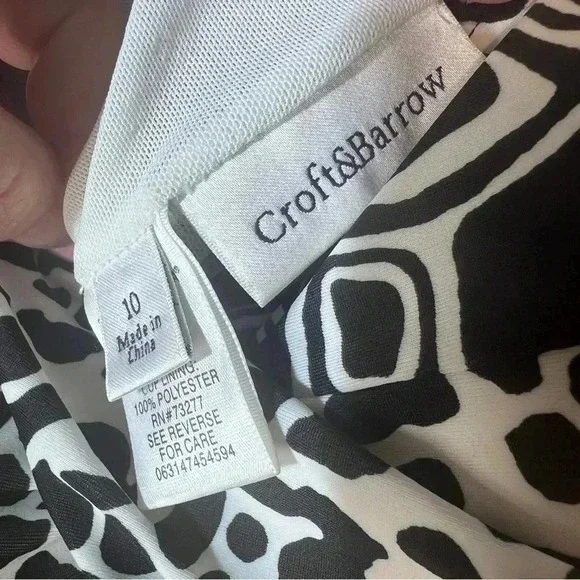 Croft&Barrow
10
Made in
China
LINING:
100% POLYESTER
RN#73277
SEE REVERSE
FOR CARE
063147454594